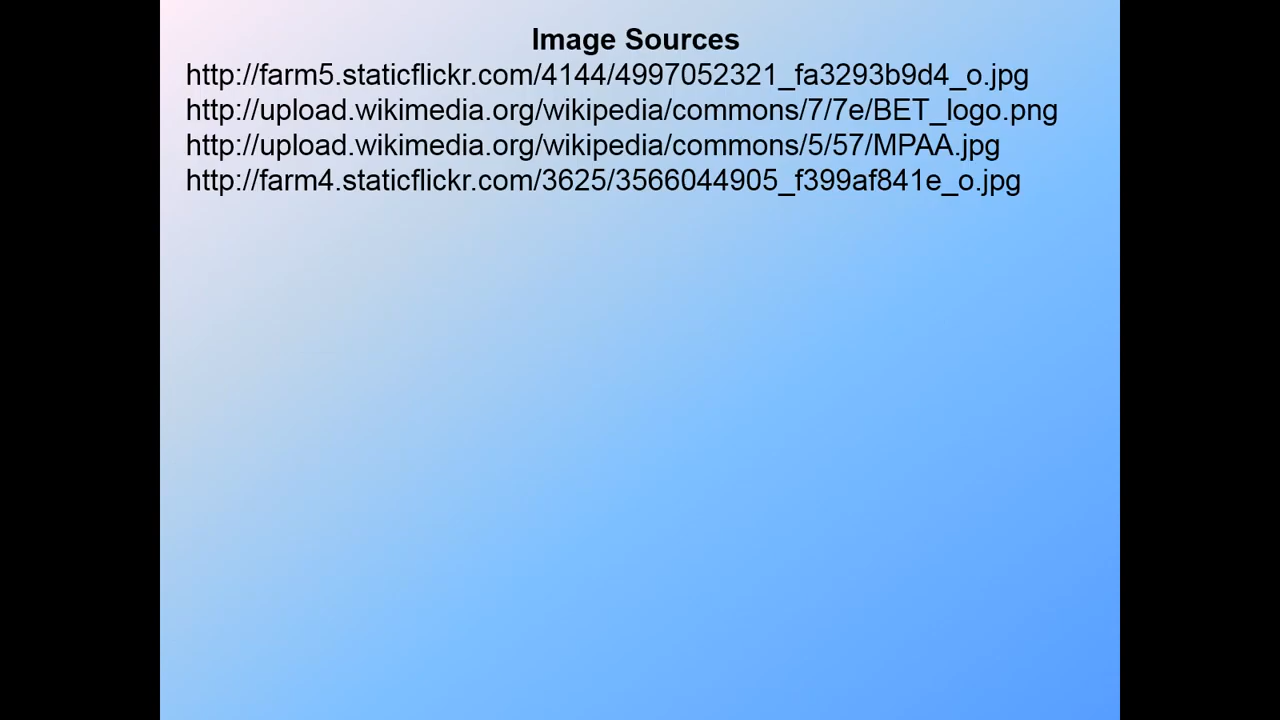 Image Sources
http://farm5.staticflickr.com/4144/4997052321_fa3293b9d4_o.jpg
http://upload.wikimedia.org/wikipedia/commons/7/7e/BET_logo.png
http://upload.wikimedia.org/wikipedia/commons/5/57/MPAA.jpg
http://farm4.staticflickr.com/3625/3566044905_f399af841e_o.jpg